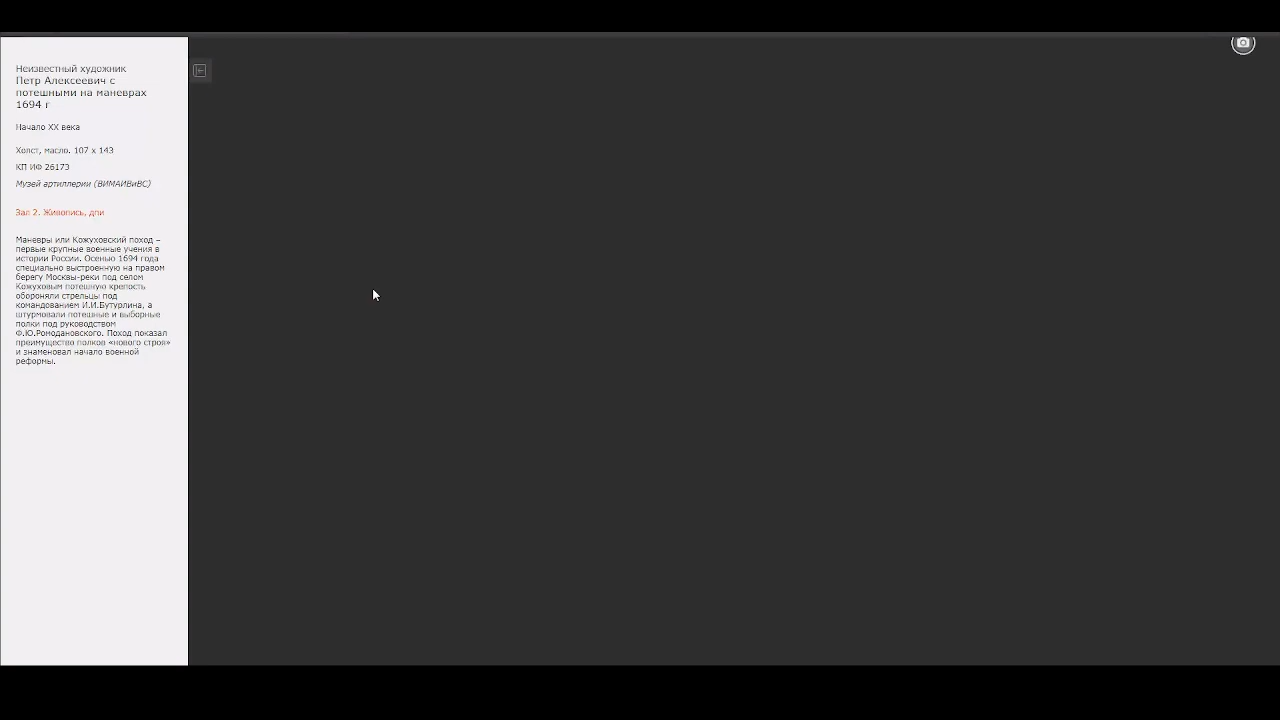 Неизвестный художник
Петр Алексеевич с
потешными на маневрах
1694 г
Начало XX века
Холст, масло. 107 x 143
КП ИФ 26173
Музей артиллерии (ВИМАИВиВС)
Зал 2. Живопись, дпи
Маневры или Кожуховский поход –
первые крупные военные учения в
истории России. Осенью 1694 года
специально выстроенную на правом
берегу Москвы-реки под селом
Кожуховым потешную крепость
обороняли стрельцы под
командованием И.И.Бутурлина, а
штурмовали потешные и выборные
полки под руководством
Ф.Ю.Ромодановского. Поход показал
преимущество полков «нового строя»
и знаменовал начало военной
реформы.